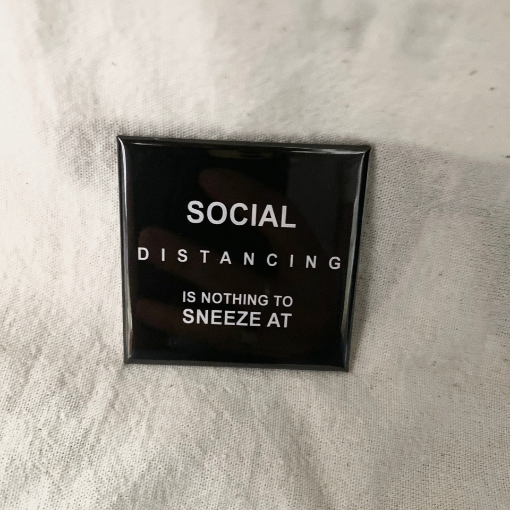 SOCIAL
DISTANCING
IS NOTHING TO
SNEEZE AT